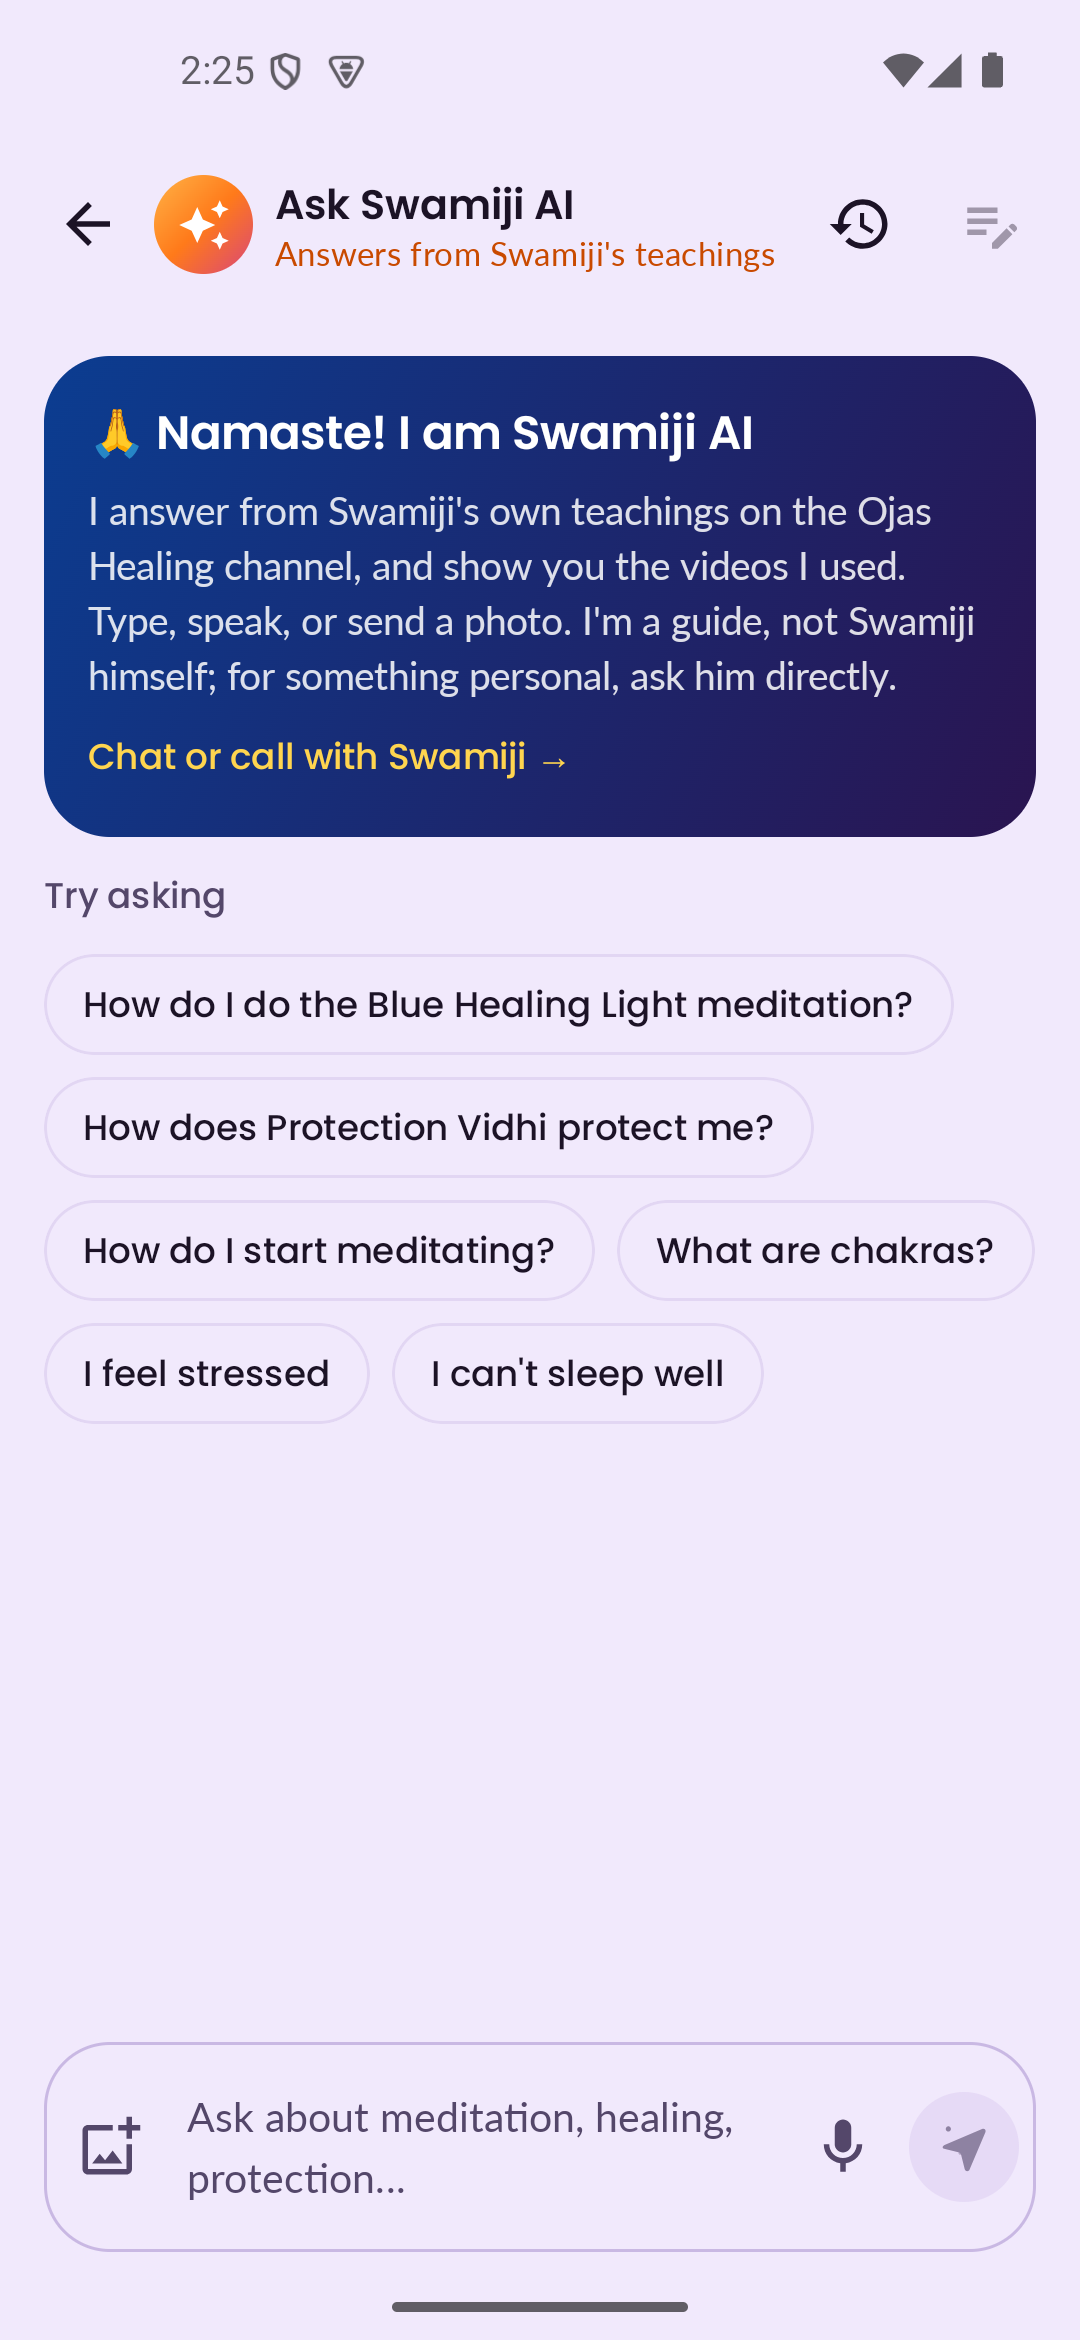 2:25
Ask Swamiji AI
Answers from Swamiji's teachings
🙏 Namaste! I am Swamiji AI
I answer from Swamiji's own teachings on the Ojas
Healing channel, and show you the videos I used.
Type, speak, or send a photo. I'm a guide, not Swamiji
himself; for something personal, ask him directly.
Chat or call with Swamiji →
Try asking
How do I do the Blue Healing Light meditation?
How does Protection Vidhi protect me?
How do I start meditating?
What are chakras?
I feel stressed
I can't sleep well
Ask about meditation, healing,
protection...